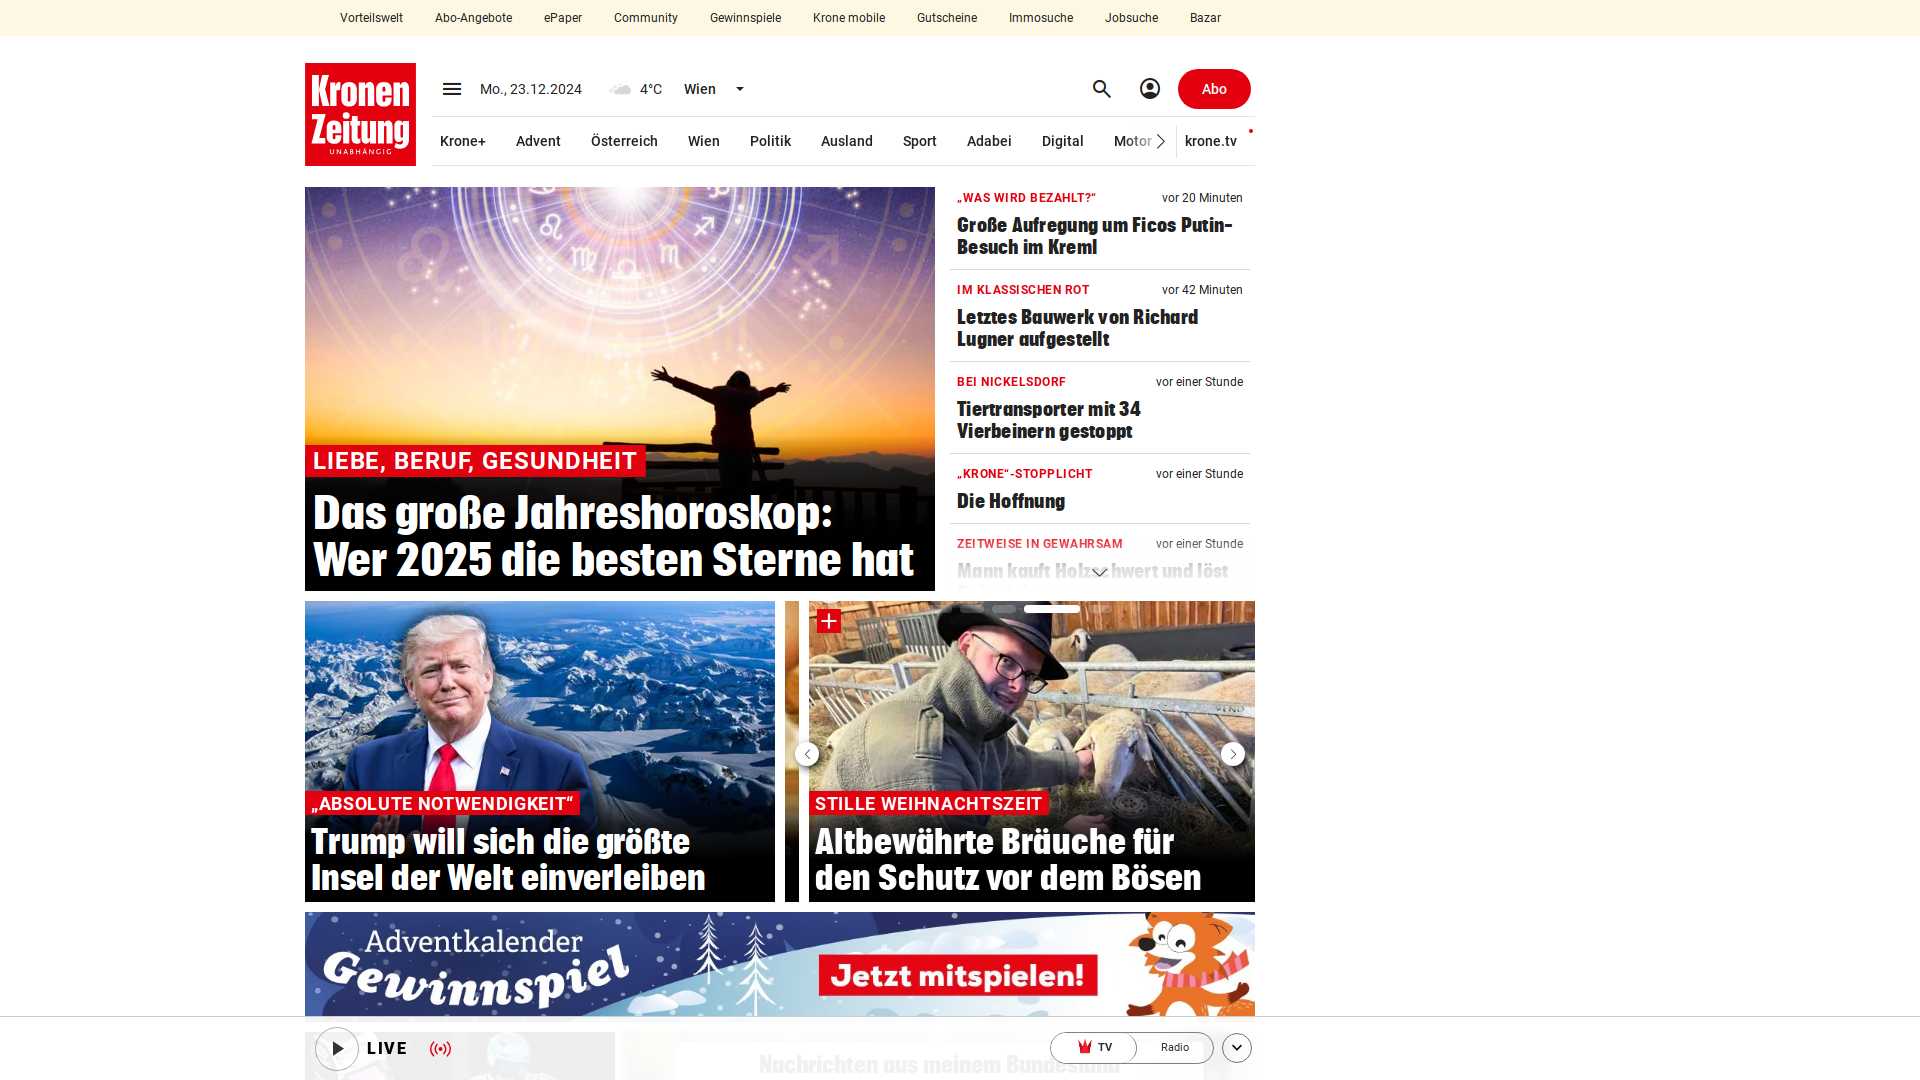 Vorteilswelt Abo-Angebote ePaper Community Gewinnspiele Krone mobile Gutscheine Immosuche Jobsuche Bazar
Kronen
Zeitung
UNABHÄNGIG
Mo., 23.12.2024 4°C Wien Abo
Krone+ Advent Österreich Wien Politik Ausland Sport Adabei Digital Motor krone.tv
LIEBE, BERUF, GESUNDHEIT
Das große Jahreshoroskop:
Wer 2025 die besten Sterne hat
„WAS WIRD BEZAHLT?“ vor 20 Minuten
Große Aufregung um Ficos Putin-
Besuch im Kreml
IM KLASSISCHEN ROT vor 42 Minuten
Letztes Bauwerk von Richard
Lugner aufgestellt
BEI NICKELSDORF vor einer Stunde
Tiertransporter mit 34
Vierbeinern gestoppt
„KRONE“-STOPPLICHT vor einer Stunde
Die Hoffnung
ZEITWEISE IN GEWAHRSAM vor einer Stunde
Mann kauft Holzschwert und löst
„ABSOLUTE NOTWENDIGKEIT“
Trump will sich die größte
Insel der Welt einverleiben
STILLE WEIHNACHTSZEIT
Altbewährte Bräuche für
den Schutz vor dem Bösen
Adventkalender
Gewinnspiel
Jetzt mitspielen!
LIVE TV Radio
Nachrichten aus meinem Bundesland